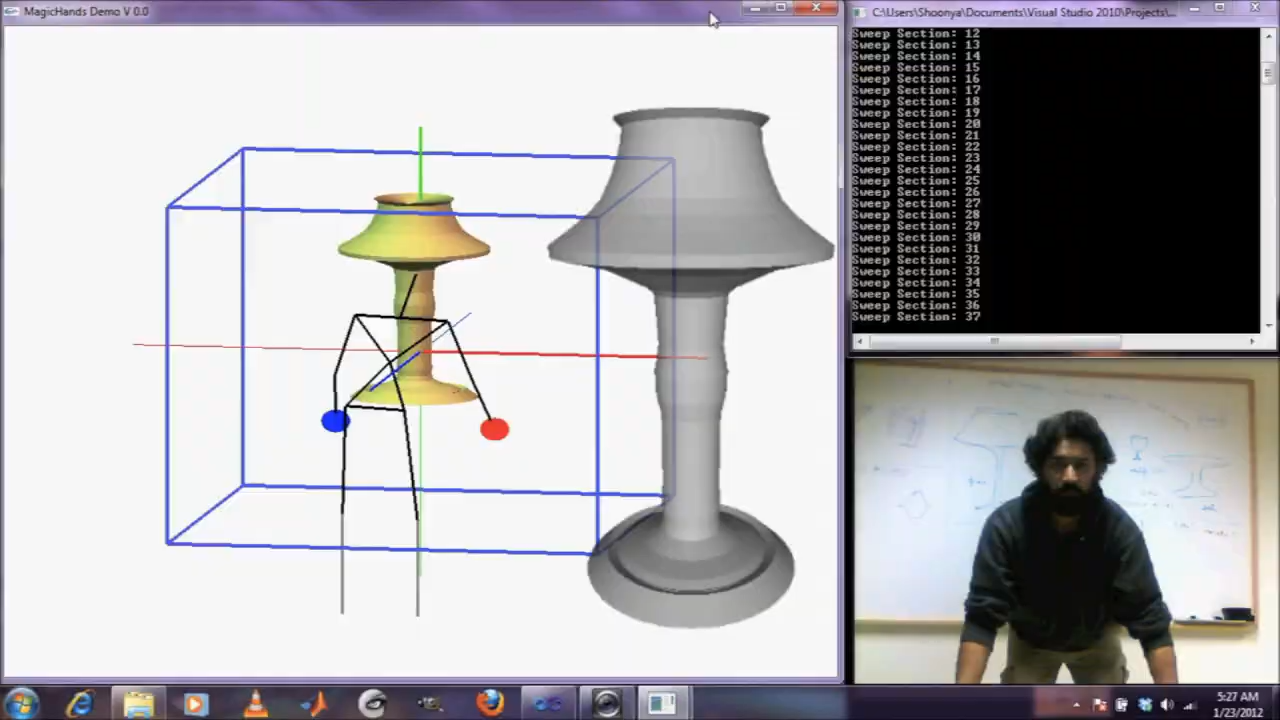 MagicHands Demo V 0.0
C:\Users\Shoonya\Documents\Visual Studio 2010\Projects\...
Sweep Section: 12
Sweep Section: 13
Sweep Section: 14
Sweep Section: 15
Sweep Section: 16
Sweep Section: 17
Sweep Section: 18
Sweep Section: 19
Sweep Section: 20
Sweep Section: 21
Sweep Section: 22
Sweep Section: 23
Sweep Section: 24
Sweep Section: 25
Sweep Section: 26
Sweep Section: 27
Sweep Section: 28
Sweep Section: 29
Sweep Section: 30
Sweep Section: 31
Sweep Section: 32
Sweep Section: 33
Sweep Section: 34
Sweep Section: 35
Sweep Section: 36
Sweep Section: 37
5:27 AM
1/23/2012